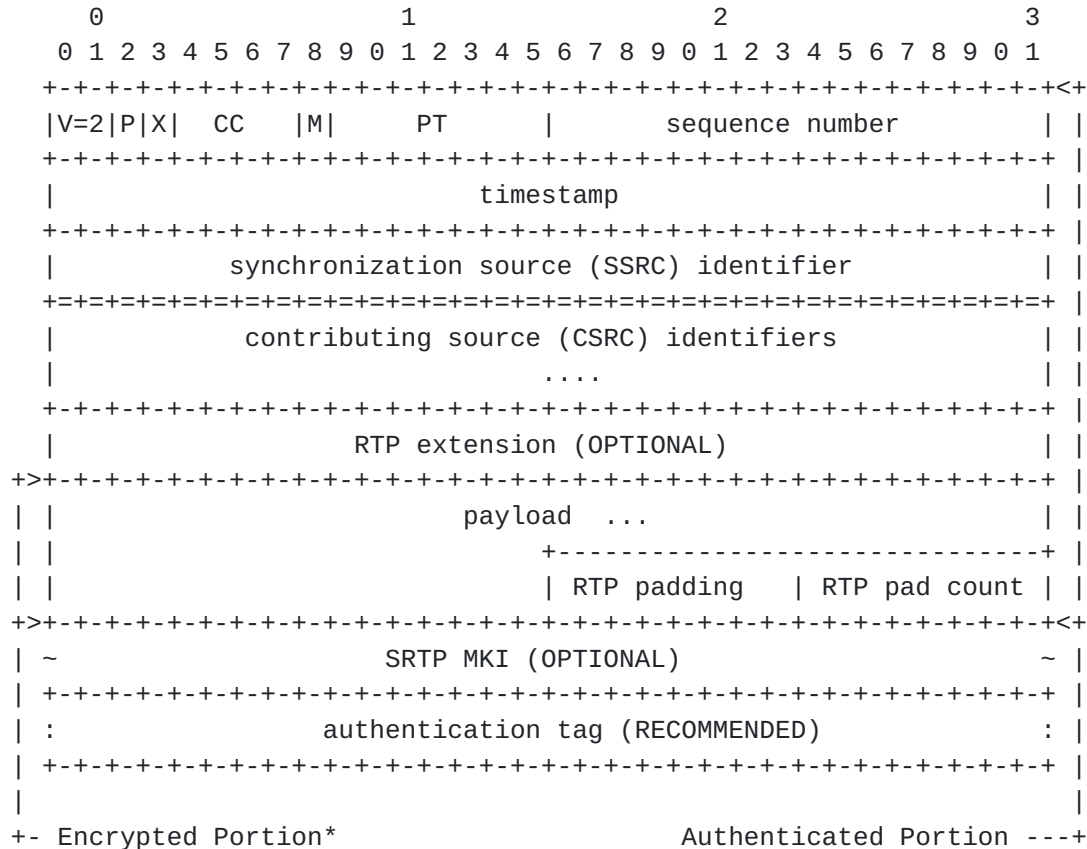 0                   1                   2                   3
   0 1 2 3 4 5 6 7 8 9 0 1 2 3 4 5 6 7 8 9 0 1 2 3 4 5 6 7 8 9 0 1
  +-+-+-+-+-+-+-+-+-+-+-+-+-+-+-+-+-+-+-+-+-+-+-+-+-+-+-+-+-+-+-+-+<+
  |V=2|P|X|  CC   |M|     PT      |       sequence number         | |
  +-+-+-+-+-+-+-+-+-+-+-+-+-+-+-+-+-+-+-+-+-+-+-+-+-+-+-+-+-+-+-+-+ |
  |                           timestamp                           | |
  +-+-+-+-+-+-+-+-+-+-+-+-+-+-+-+-+-+-+-+-+-+-+-+-+-+-+-+-+-+-+-+-+ |
  |           synchronization source (SSRC) identifier            | |
  +=+=+=+=+=+=+=+=+=+=+=+=+=+=+=+=+=+=+=+=+=+=+=+=+=+=+=+=+=+=+=+=+ |
  |            contributing source (CSRC) identifiers             | |
  |                               ....                            | |
  +-+-+-+-+-+-+-+-+-+-+-+-+-+-+-+-+-+-+-+-+-+-+-+-+-+-+-+-+-+-+-+-+ |
  |                   RTP extension (OPTIONAL)                    | |
+>+-+-+-+-+-+-+-+-+-+-+-+-+-+-+-+-+-+-+-+-+-+-+-+-+-+-+-+-+-+-+-+-+ |
| |                          payload  ...                         | |
| |                               +-------------------------------+ |
| |                               | RTP padding   | RTP pad count | |
+>+-+-+-+-+-+-+-+-+-+-+-+-+-+-+-+-+-+-+-+-+-+-+-+-+-+-+-+-+-+-+-+-+<+
| ~                     SRTP MKI (OPTIONAL)                       ~ |
| +-+-+-+-+-+-+-+-+-+-+-+-+-+-+-+-+-+-+-+-+-+-+-+-+-+-+-+-+-+-+-+-+ |
| :                 authentication tag (RECOMMENDED)              : |
| +-+-+-+-+-+-+-+-+-+-+-+-+-+-+-+-+-+-+-+-+-+-+-+-+-+-+-+-+-+-+-+-+ |
|                                                                   |
+- Encrypted Portion*                      Authenticated Portion ---+